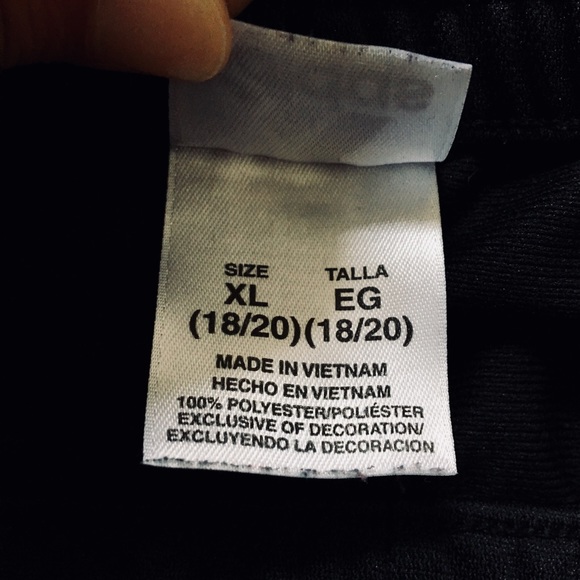 SIZE TALLA
XL EG
(18/20) (18/20)
MADE IN VIETNAM
HECHO EN VIETNAM
100% POLYESTER/POLIÉSTER
EXCLUSIVE OF DECORATION/
EXCLUYENDO LA DECORACION